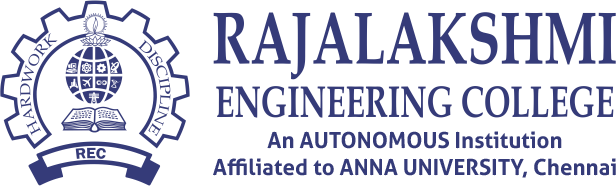 HARDWORK
DISCIPLINE
REC
RAJALAKSHMI
ENGINEERING COLLEGE
An AUTONOMOUS Institution
Affiliated to ANNA UNIVERSITY, Chennai